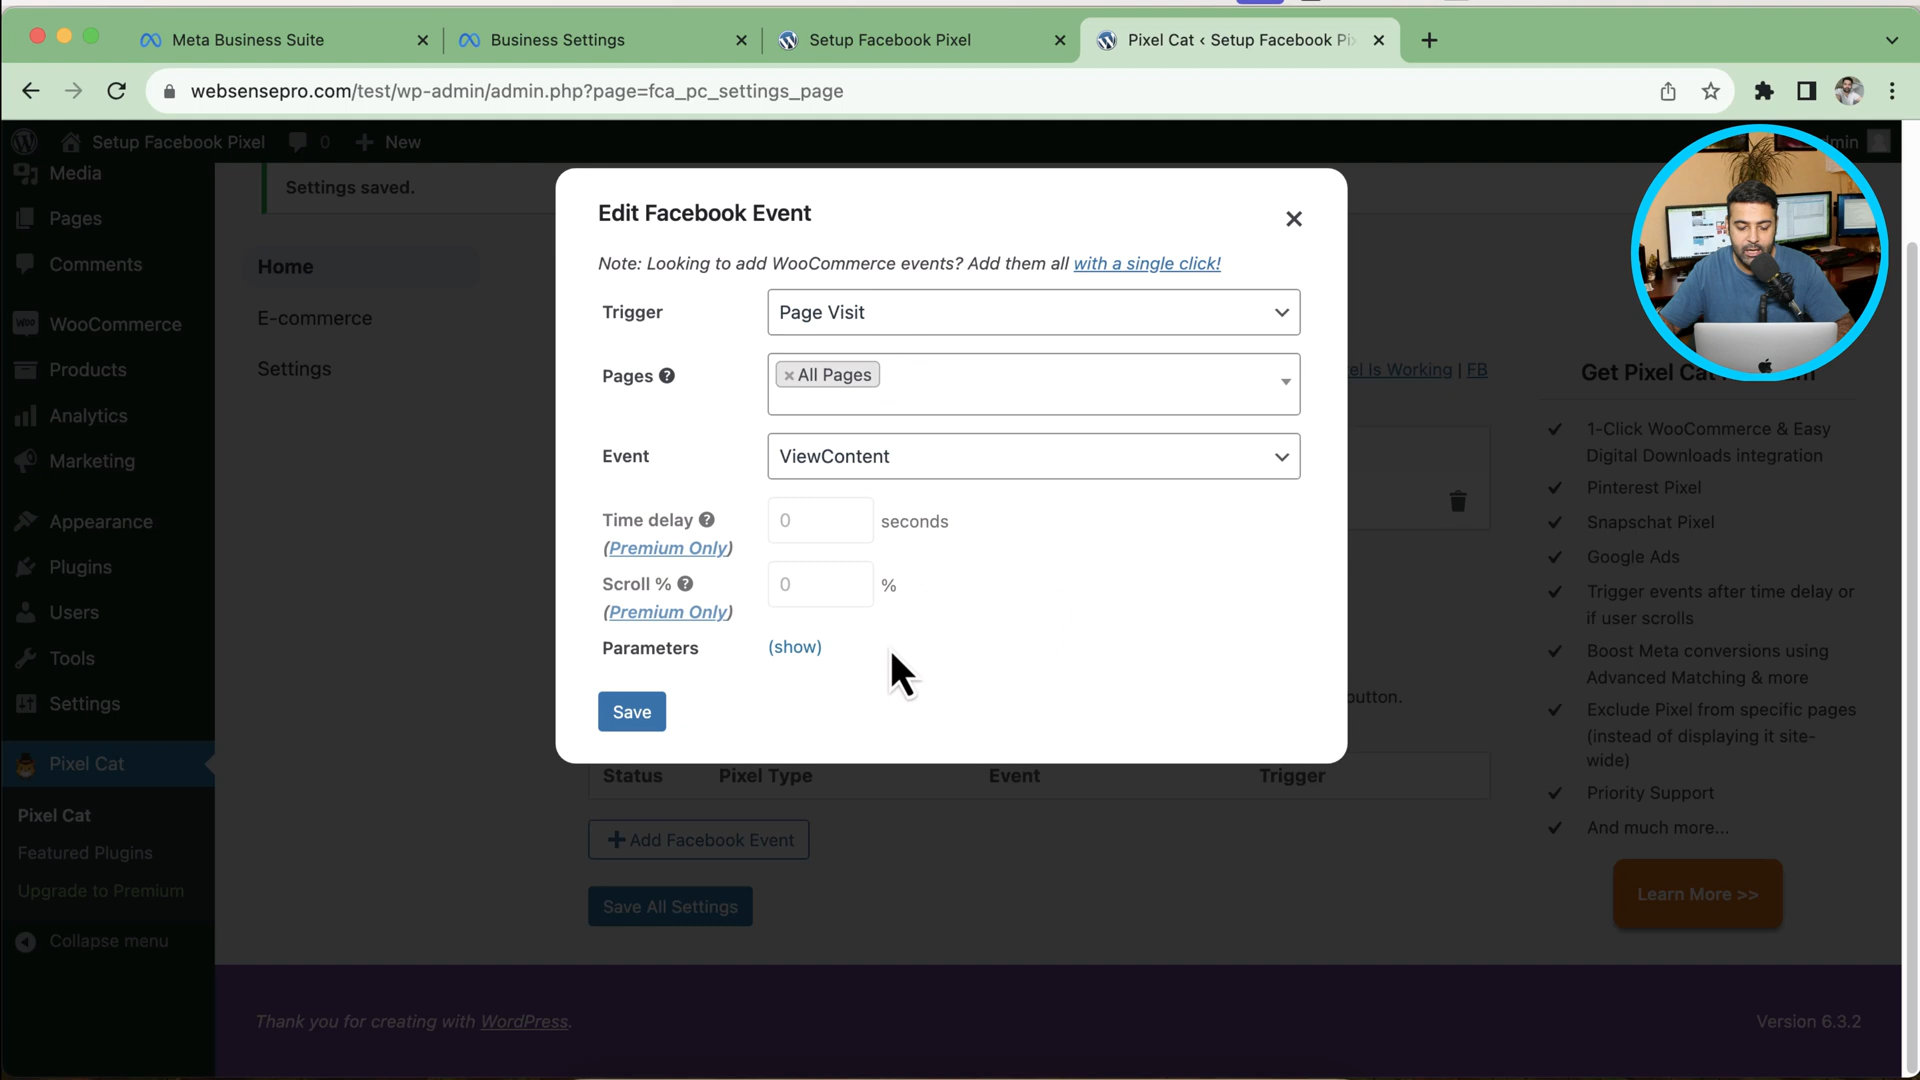 Meta Business Suite
Business Settings
Setup Facebook Pixel
Pixel Cat ‹ Setup Facebook Pix
websensepro.com/test/wp-admin/admin.php?page=fca_pc_settings_page
Setup Facebook Pixel
0
New
Media
Pages
Comments
WooCommerce
Products
Analytics
Marketing
Appearance
Plugins
Users
Tools
Settings
Pixel Cat
Pixel Cat
Featured Plugins
Upgrade to Premium
Collapse menu
Settings saved.
Home
E-commerce
Settings
Edit Facebook Event
Note: Looking to add WooCommerce events? Add them all with a single click!
Trigger
Page Visit
Pages
× All Pages
Event
ViewContent
Time delay
(Premium Only)
0
seconds
Scroll %
(Premium Only)
0
%
Parameters
(show)
Save
Is Working | FB
button.
Status
Pixel Type
Event
Trigger
Add Facebook Event
Save All Settings
Get Pixel Cat
1-Click WooCommerce & Easy
Digital Downloads integration
Pinterest Pixel
Snapschat Pixel
Google Ads
Trigger events after time delay or
if user scrolls
Boost Meta conversions using
Advanced Matching & more
Exclude Pixel from specific pages
(instead of displaying it site-
wide)
Priority Support
And much more...
Learn More >>
Thank you for creating with WordPress.
Version 6.3.2